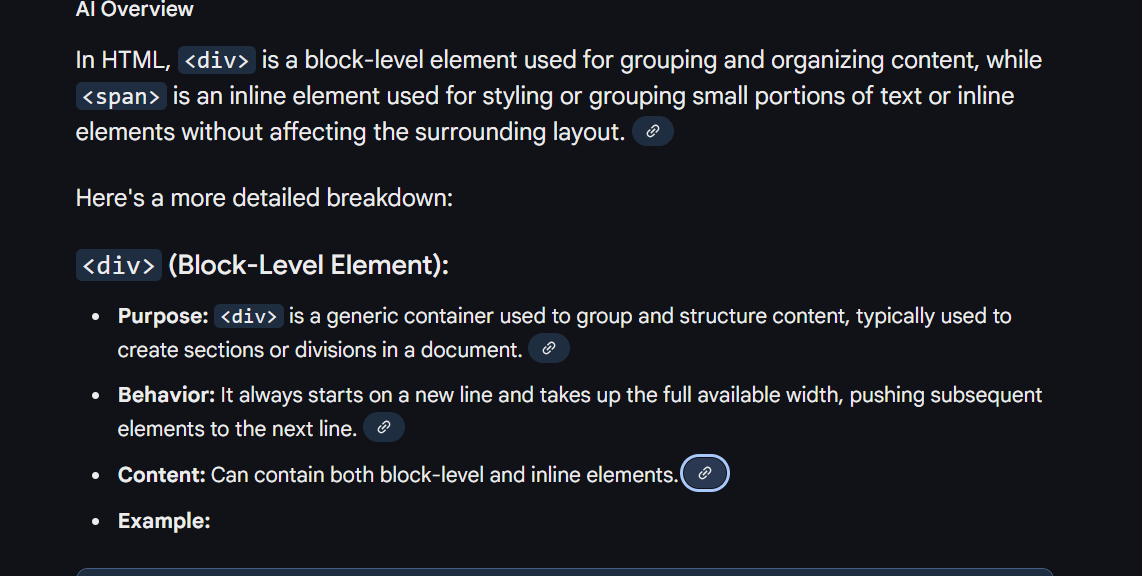 AI Overview
In HTML, <div> is a block-level element used for grouping and organizing content, while
<span> is an inline element used for styling or grouping small portions of text or inline
elements without affecting the surrounding layout.
Here's a more detailed breakdown:
<div> (Block-Level Element):
• Purpose: <div> is a generic container used to group and structure content, typically used to
create sections or divisions in a document.
• Behavior: It always starts on a new line and takes up the full available width, pushing subsequent
elements to the next line.
• Content: Can contain both block-level and inline elements.
• Example: